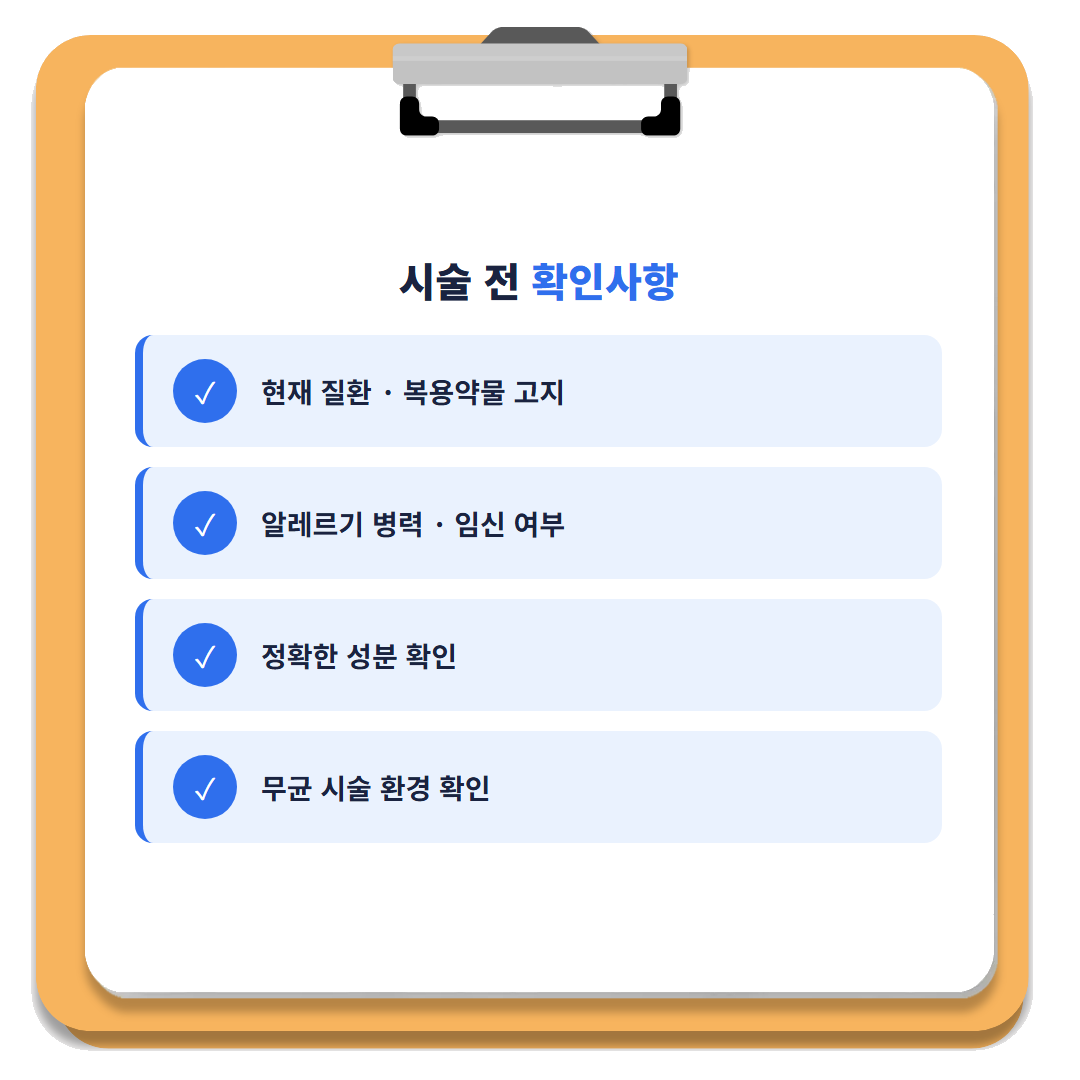 시술 전 확인사항
✓ 현재 질환 · 복용약물 고지
✓ 알레르기 병력 · 임신 여부
✓ 정확한 성분 확인
✓ 무균 시술 환경 확인